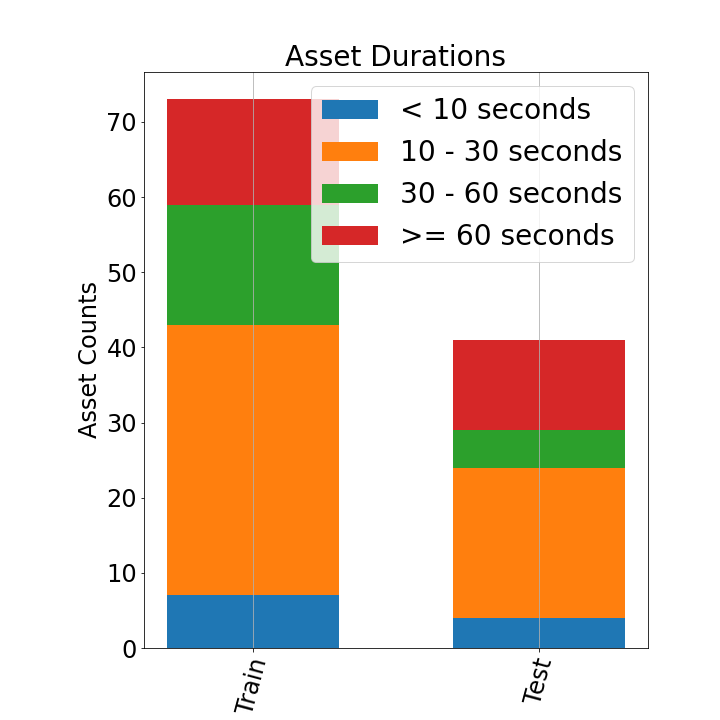 Asset Durations
< 10 seconds
10 - 30 seconds
30 - 60 seconds
>= 60 seconds
Asset Counts
70
60
50
40
30
20
10
0
Train
Test